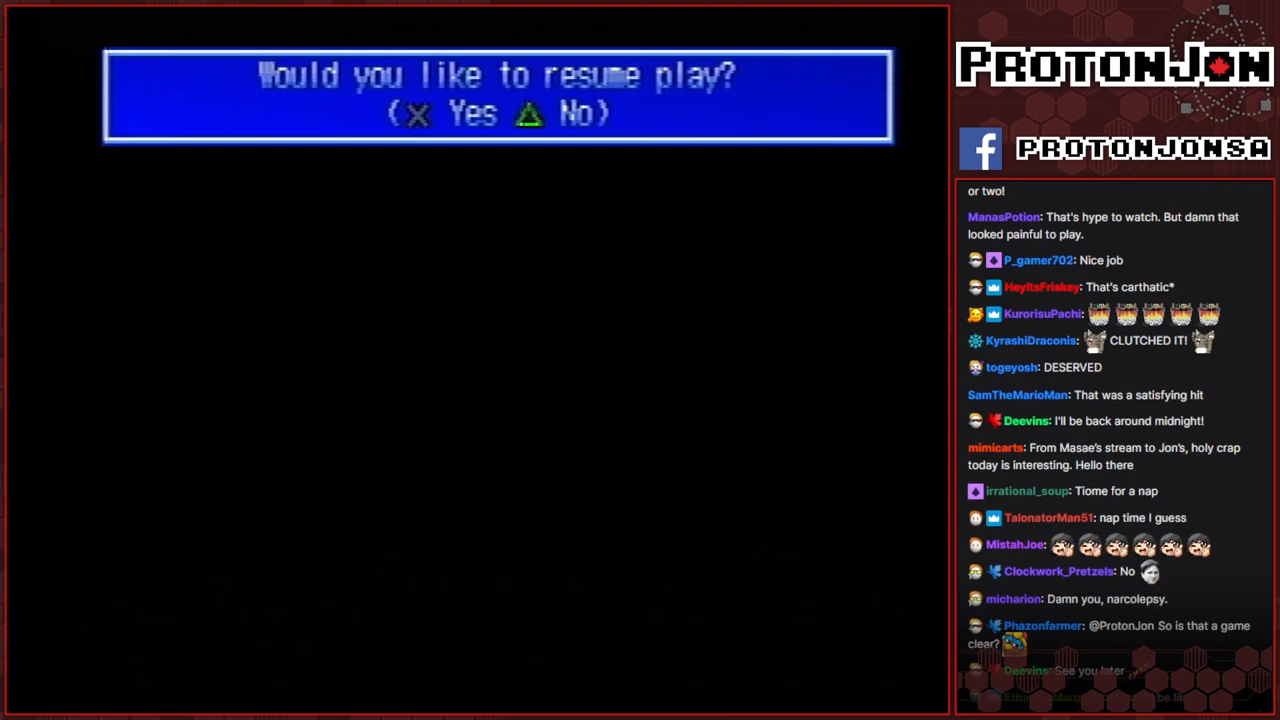 Would you like to resume play?
(X Yes △ No)
PROTONJON
f PROTONJONSA
or two!
ManasPotion: That's hype to watch. But damn that
looked painful to play.
P_gamer702: Nice job
HeyItsFriskey: That's carthatic*
KurorisuPachi:
KyrashiDraconis: CLUTCHED IT!
togeyosh: DESERVED
SamTheMarioMan: That was a satisfying hit
Deevins: I'll be back around midnight!
mimicarts: From Masae's stream to Jon's, holy crap
today is interesting. Hello there
irrational_soup: Tiome for a nap
TalonatorMan51: nap time I guess
MistahJoe:
Clockwork_Pretzels: No
micharion: Damn you, narcolepsy.
Phazonfarmer: @ProtonJon So is that a game
clear?
Deevins: See you later